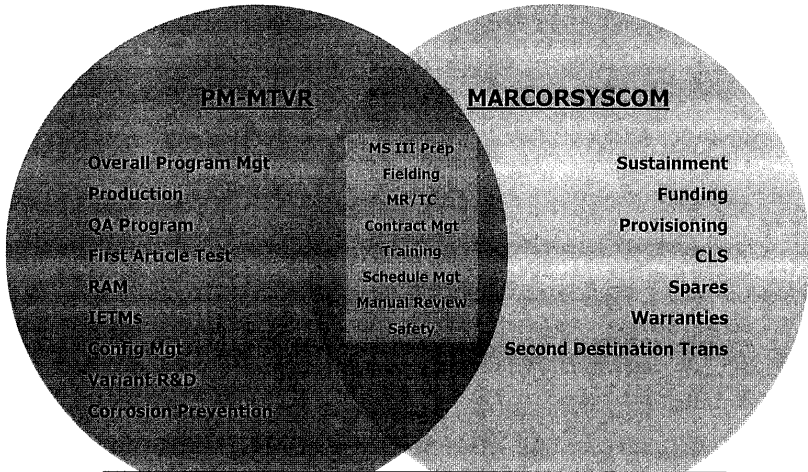 PM-MTVR
Overall Program Mgt
Production
QA Program
First Article Test
RAM
IETMs
Config Mgt
Variant R&D
Corrosion Prevention
MS III Prep
Fielding
MR/TC
Contract Mgt
Training
Schedule Mgt
Manual Review
Safety
MARCORSYSCOM
Sustainment
Funding
Provisioning
CLS
Spares
Warranties
Second Destination Trans